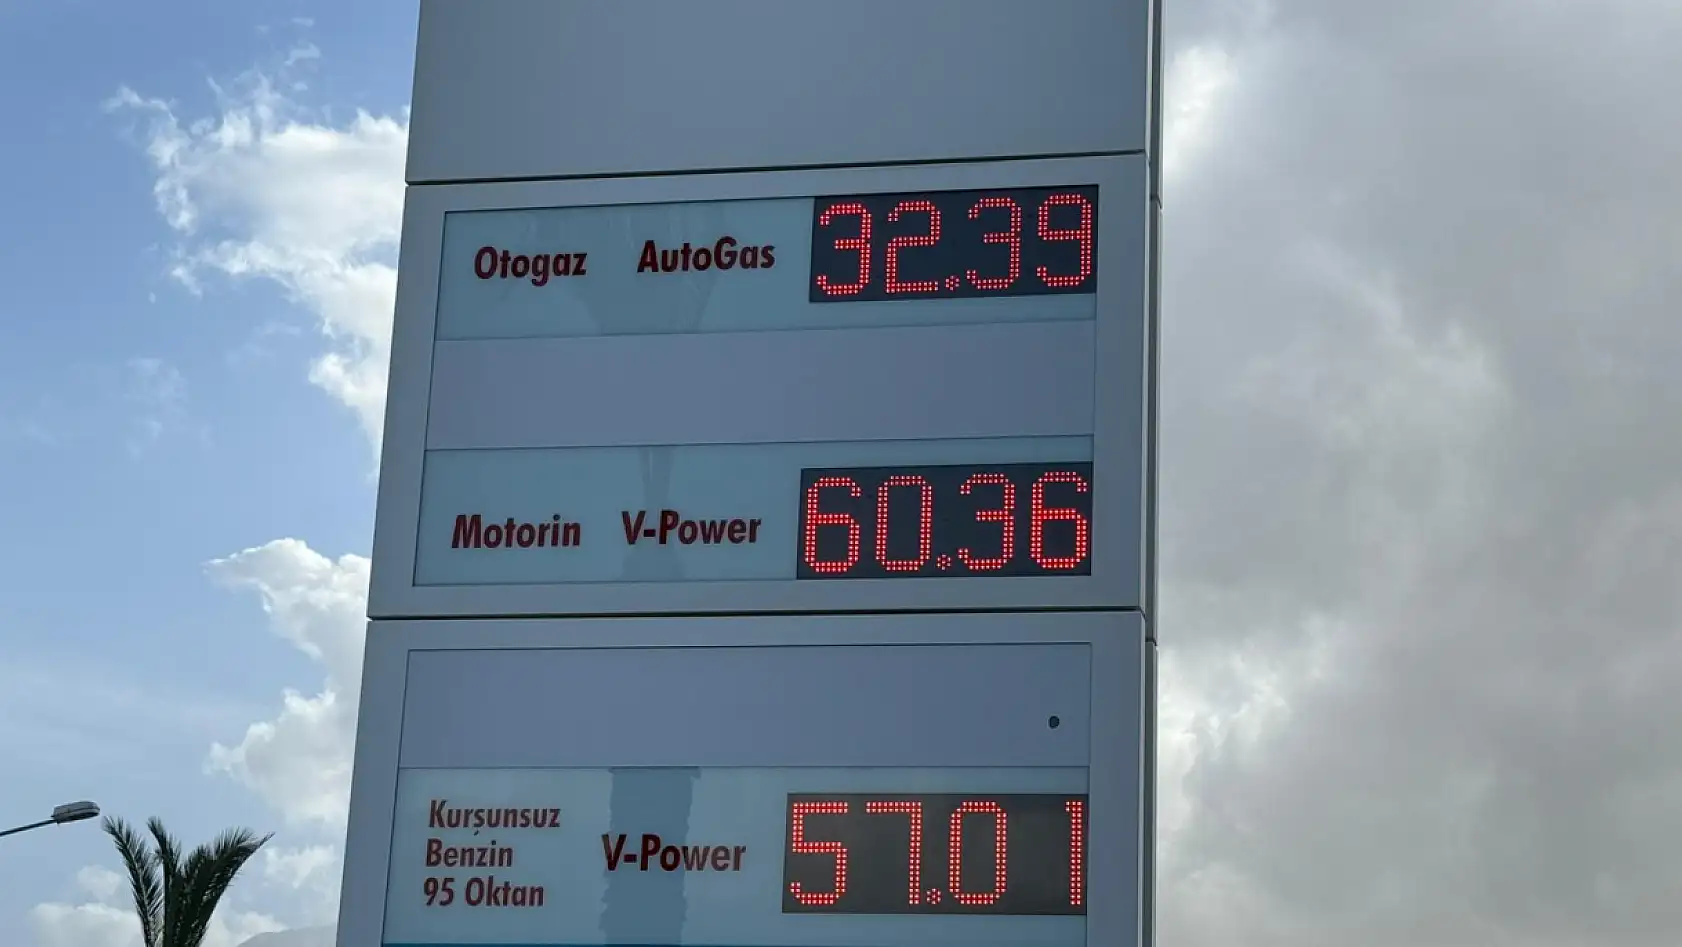 Otogaz AutoGas 32.39
Motorin V-Power 60.36
Kurşunsuz
Benzin V-Power 57.01
95 Oktan